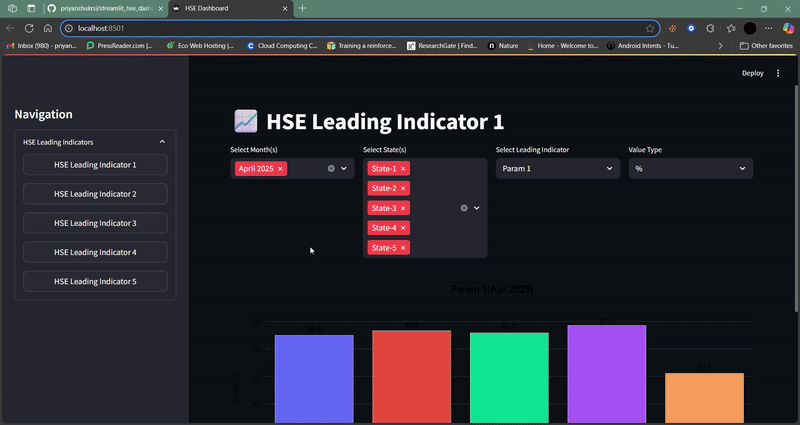 priyanshukrsi/streamlit_hse_dashl
HSE Dashboard
localhost:8501
Inbox (980) - priyan...
PressReader.com |...
Eco Web Hosting |...
Cloud Computing C...
Training a reinforce...
ResearchGate | Find...
Nature
Home - Welcome to...
Android Intents - Tu...
Other favorites
Deploy
Navigation
HSE Leading Indicators
HSE Leading Indicator 1
HSE Leading Indicator 2
HSE Leading Indicator 3
HSE Leading Indicator 4
HSE Leading Indicator 5
HSE Leading Indicator 1
Select Month(s)
Select State(s)
Select Leading Indicator
Value Type
April 2025
State-1
State-2
State-3
State-4
State-5
Param 1
%
Param 1(Apr 2025)